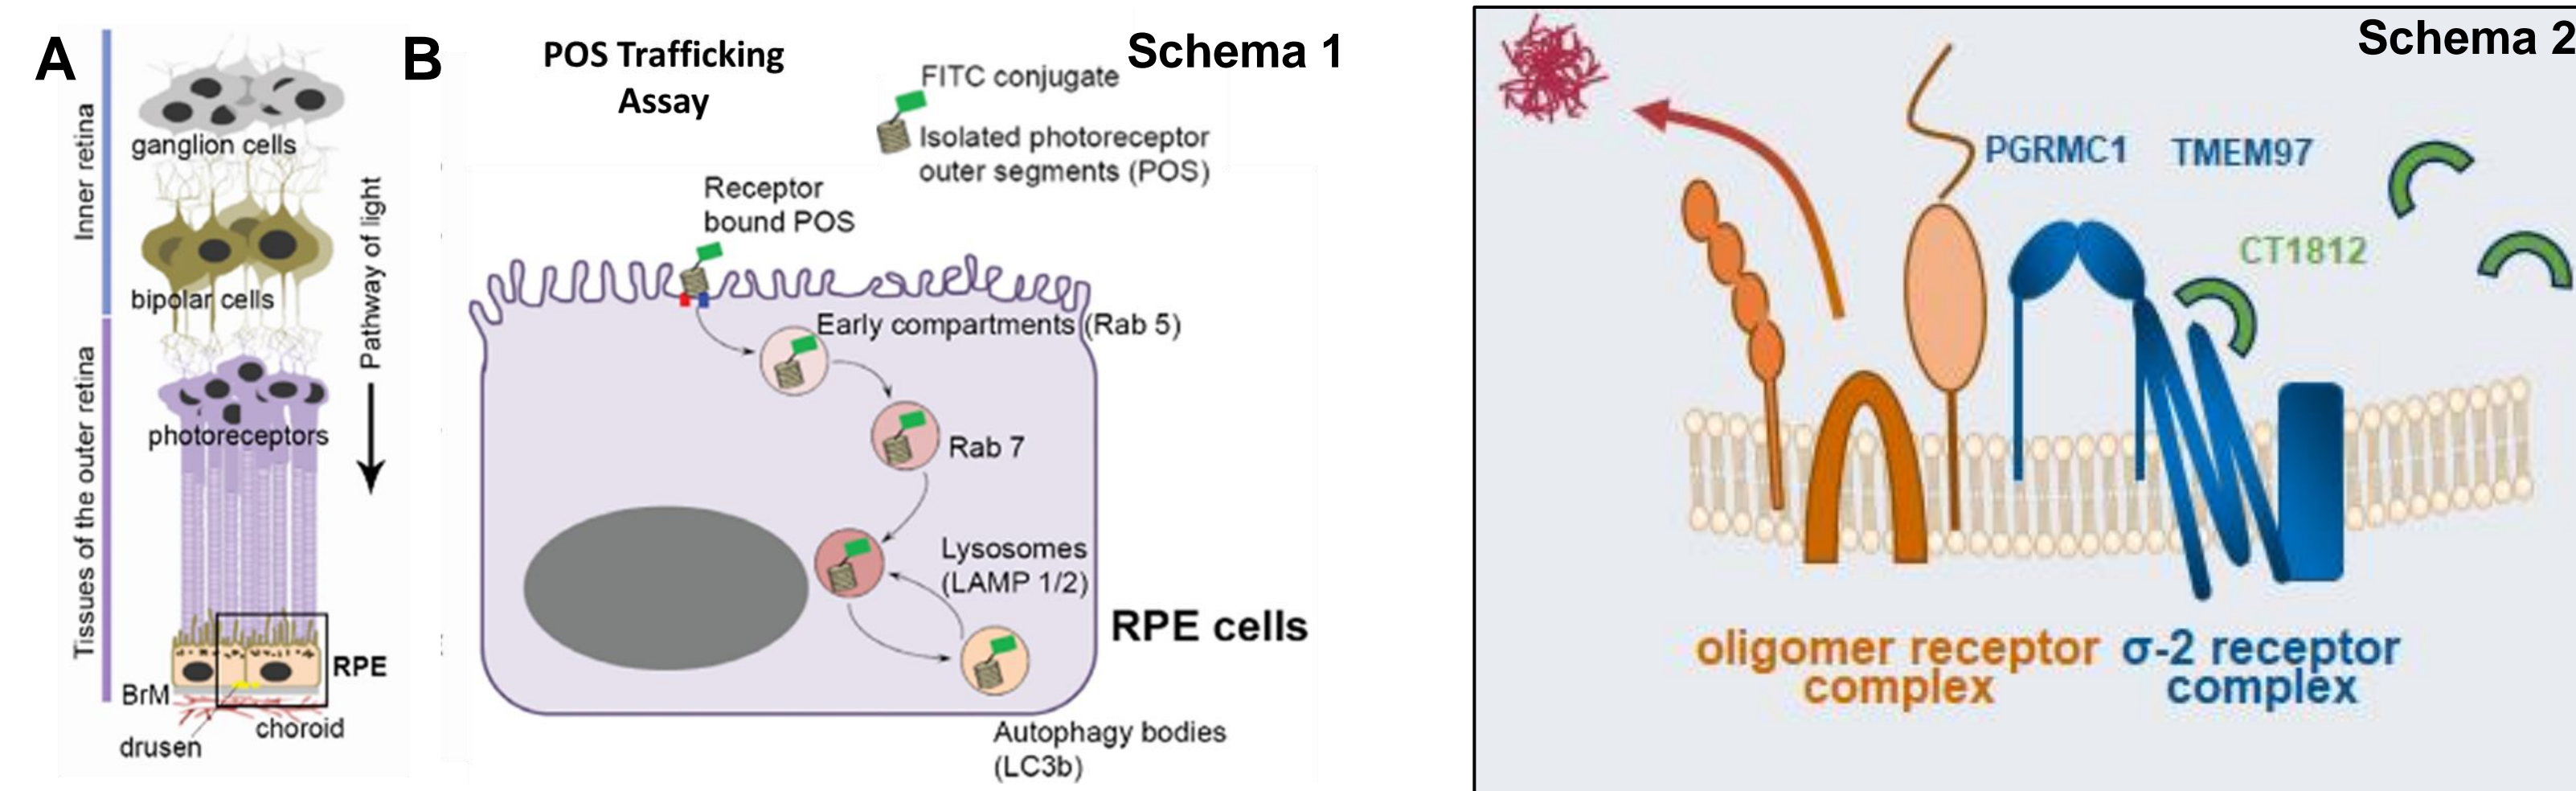 A
Inner retina
Tissues of the outer retina
ganglion cells
bipolar cells
photoreceptors
Pathway of light
RPE
BrM
choroid
drusen
B
POS Trafficking
Assay
Schema 1
FITC conjugate
Isolated photoreceptor
outer segments (POS)
Receptor
bound POS
Early compartments (Rab 5)
Rab 7
Lysosomes
(LAMP 1/2)
RPE cells
Autophagy bodies
(LC3b)
Schema 2
PGRMC1 TMEM97
CT1812
oligomer receptor
complex
σ-2 receptor
complex